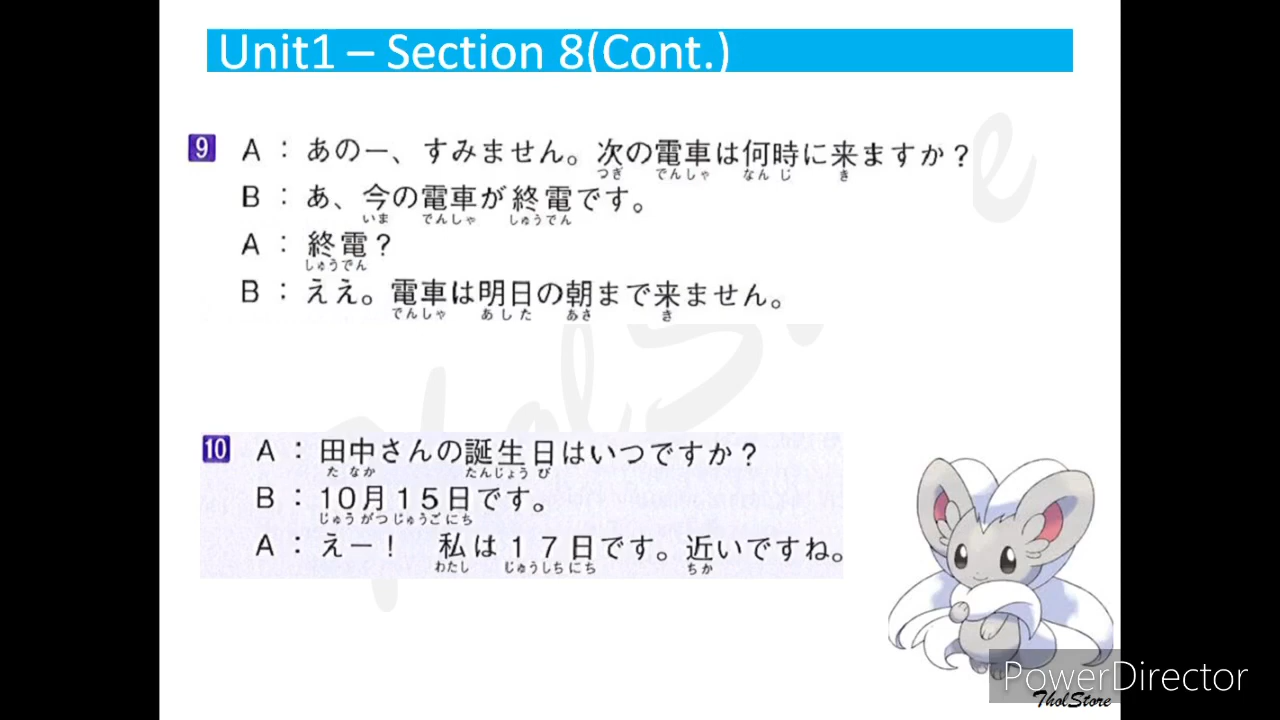 Unit1 – Section 8(Cont.)
9 A：あのー、すみません。次の電車は何時に来ますか？
つぎ でんしゃ なん じ き
B：あ、今の電車が終電です。
いま でんしゃ しゅうでん
A：終電？
しゅうでん
B：ええ。電車は明日の朝まで来ません。
でんしゃ あした あさ き
10 A：田中さんの誕生日はいつですか？
た なか たんじょう び
B：10月15日です。
じゅうがつじゅうごにち
A：えー！ 私は17日です。近いですね。
わたし じゅうしちにち ちか
PowerDirector
TholStore